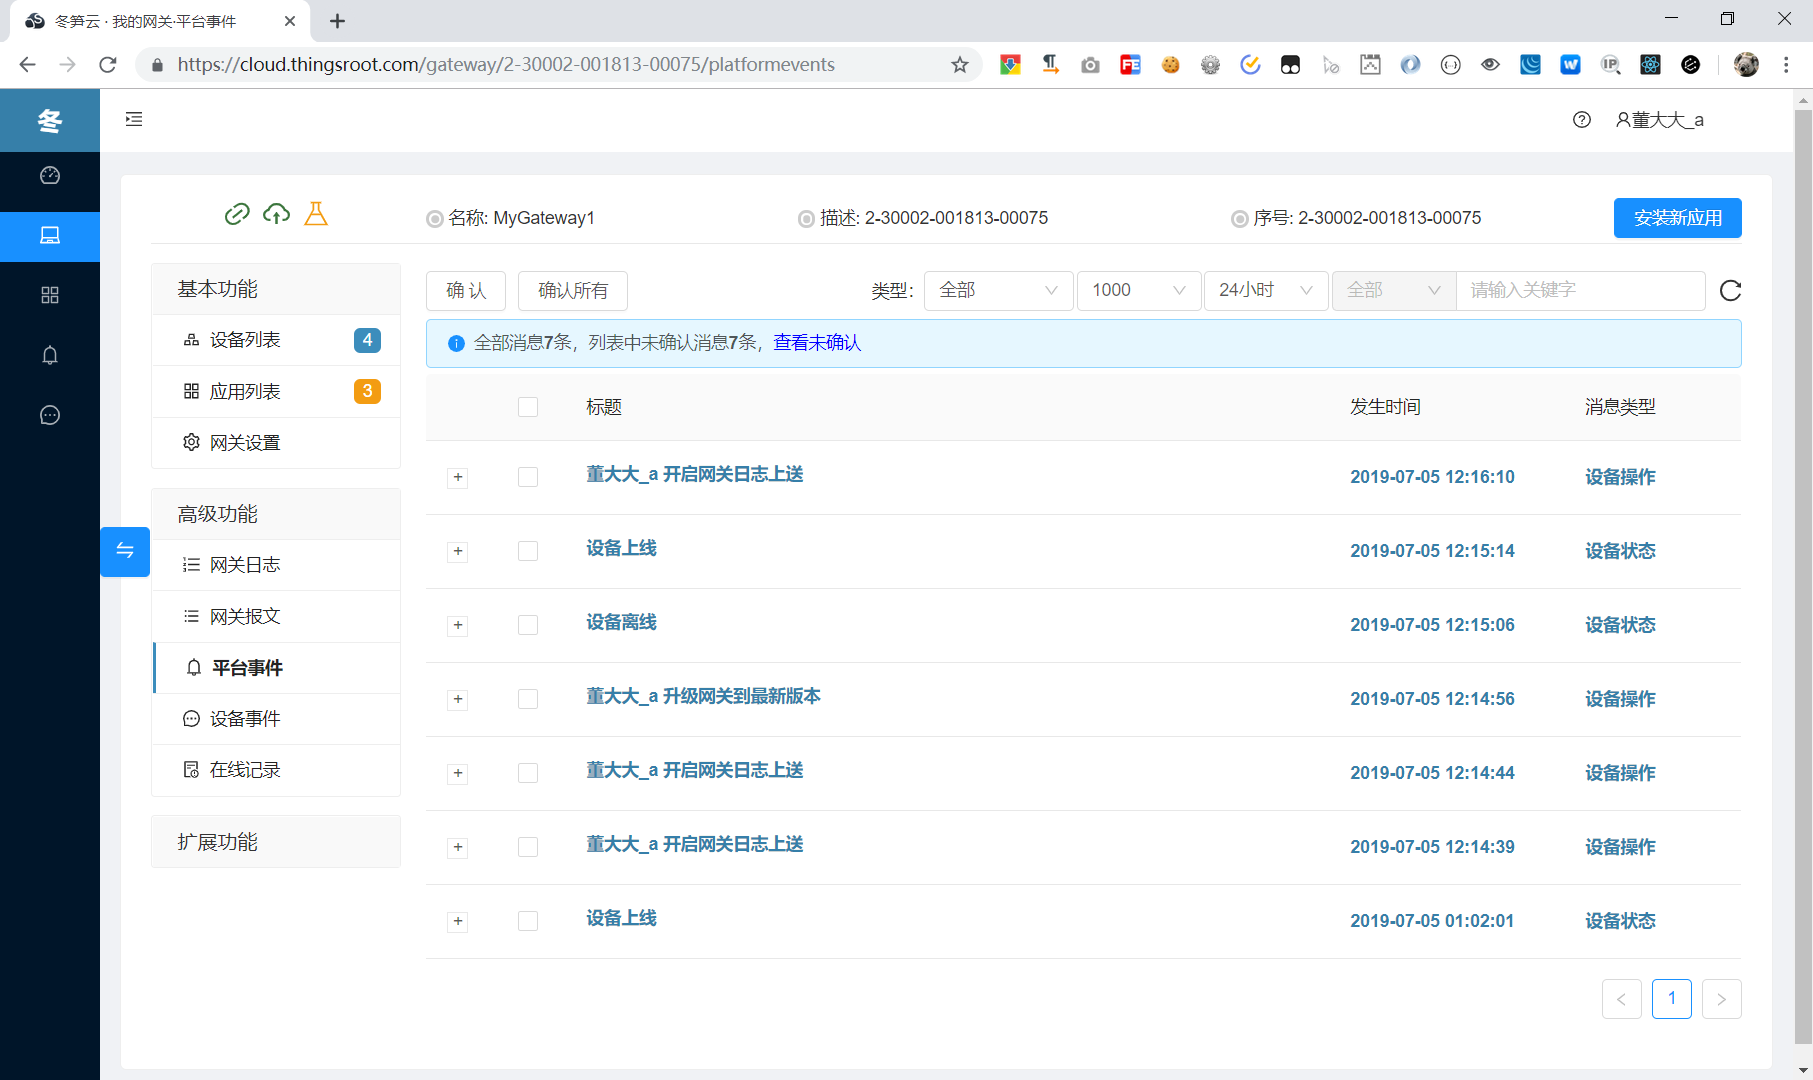 冬笋云 · 我的网关·平台事件
https://cloud.thingsroot.com/gateway/2-30002-001813-00075/platformevents
冬
董大大_a
名称: MyGateway1
描述: 2-30002-001813-00075
序号: 2-30002-001813-00075
安装新应用
基本功能
设备列表 4
应用列表 3
网关设置
高级功能
网关日志
网关报文
平台事件
设备事件
在线记录
扩展功能
确 认
确认所有
类型:
全部
1000
24小时
全部
请输入关键字
全部消息7条，列表中未确认消息7条，查看未确认
标题 发生时间 消息类型
董大大_a 开启网关日志上送 2019-07-05 12:16:10 设备操作
设备上线 2019-07-05 12:15:14 设备状态
设备离线 2019-07-05 12:15:06 设备状态
董大大_a 升级网关到最新版本 2019-07-05 12:14:56 设备操作
董大大_a 开启网关日志上送 2019-07-05 12:14:44 设备操作
董大大_a 开启网关日志上送 2019-07-05 12:14:39 设备操作
设备上线 2019-07-05 01:02:01 设备状态
1